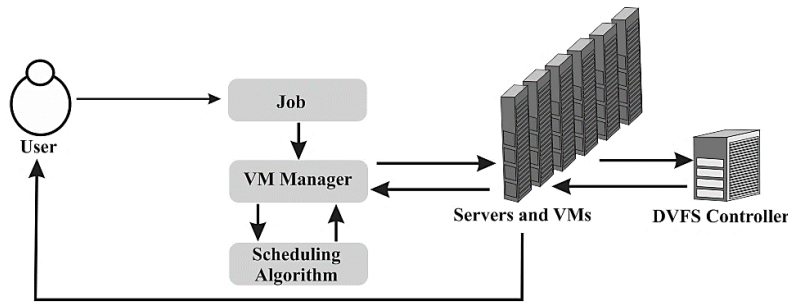 Job
User
VM Manager
Servers and VMs
DVFS Controller
Scheduling
Algorithm